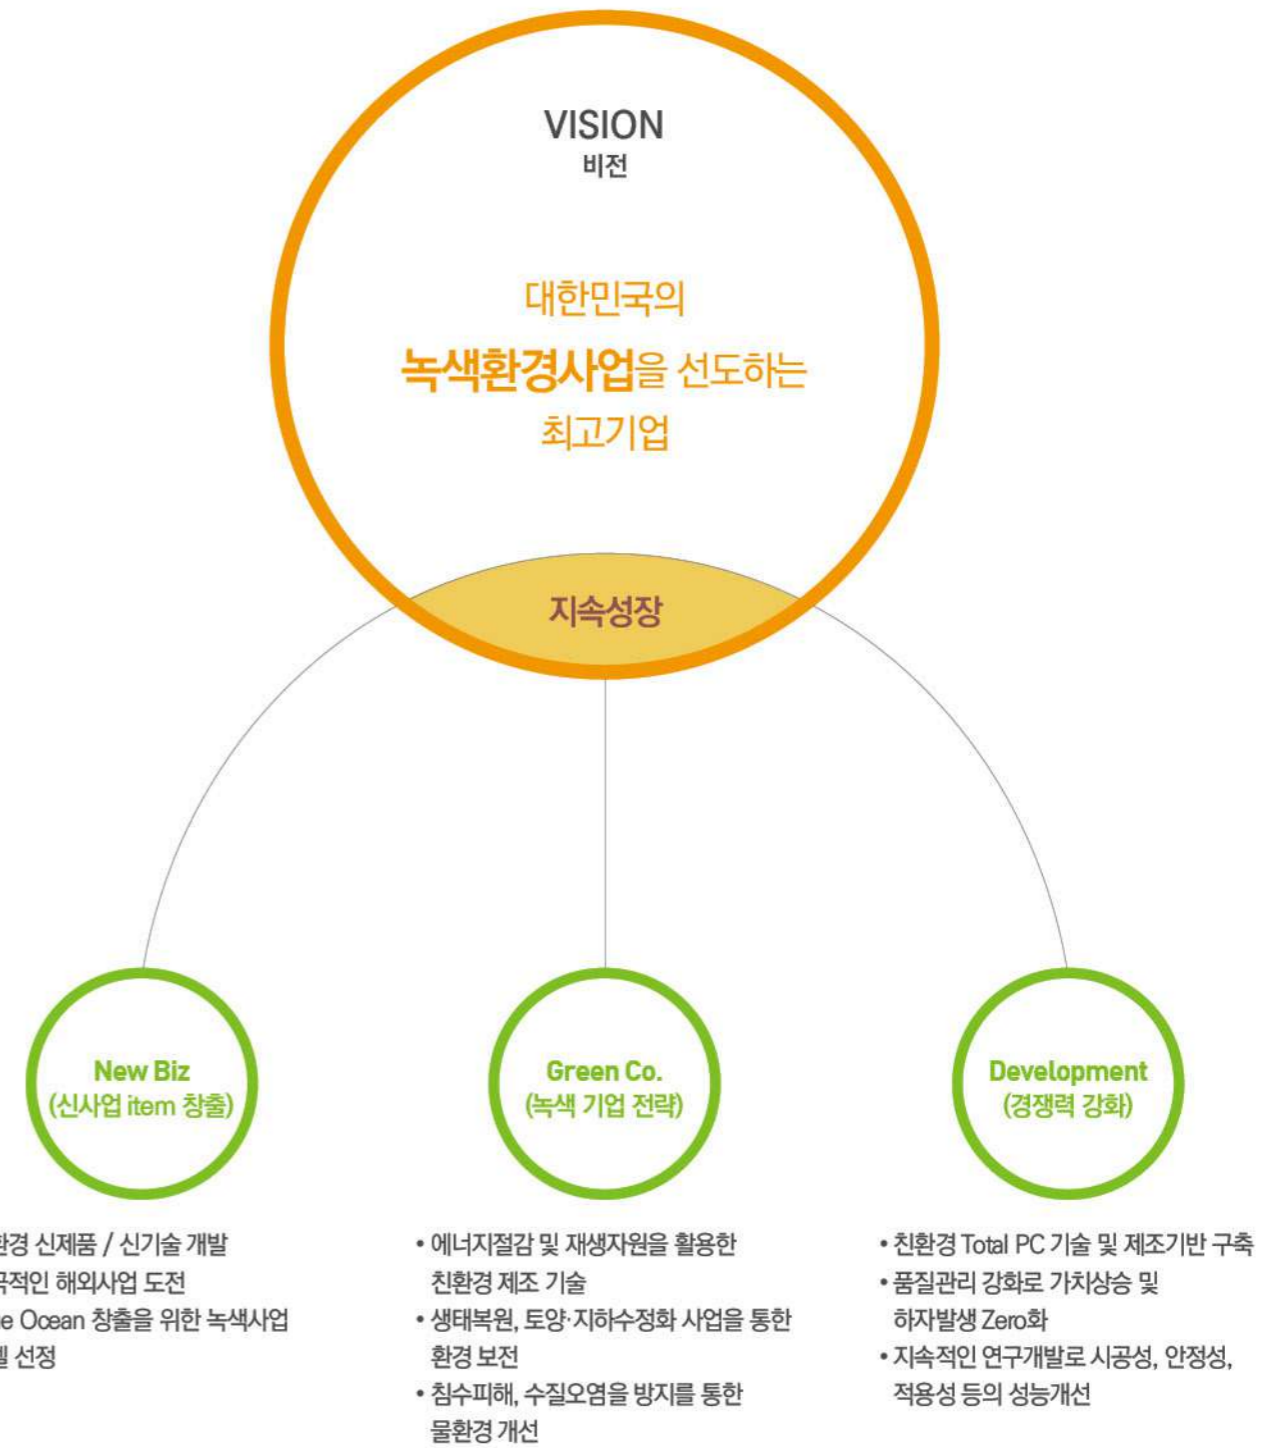 VISION
비전
대한민국의
녹색환경사업을 선도하는
최고기업
지속성장
New Biz
(신사업 item 창출)
환경 신제품 / 신기술 개발
해외사업 도전
Ocean 창출을 위한 녹색사업
선정
Green Co.
(녹색 기업 전략)
• 에너지절감 및 재생자원을 활용한
친환경 제조 기술
• 생태복원, 토양·지하수정화 사업을 통한
환경 보전
• 침수피해, 수질오염을 방지를 통한
물환경 개선
Development
(경쟁력 강화)
• 친환경 Total PC 기술 및 제조기반 구축
• 품질관리 강화로 가치상승 및
하자발생 Zero화
• 지속적인 연구개발로 시공성, 안정성,
적용성 등의 성능개선